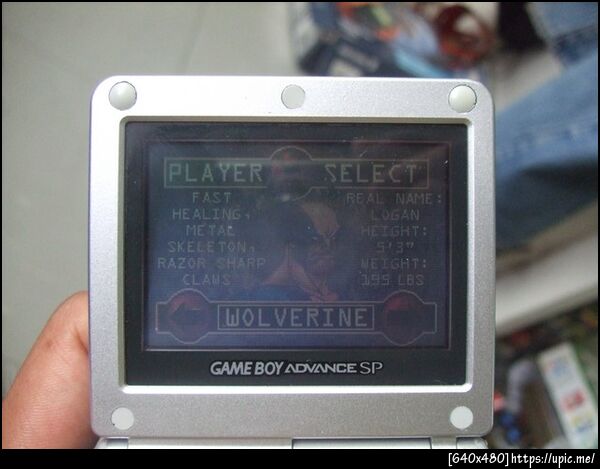 PLAYER SELECT
FAST
HEALING,
METAL
SKELETON,
RAZOR SHARP
CLAWS
REAL NAME:
LOGAN
HEIGHT:
5'3"
WEIGHT:
195 LBS
WOLVERINE
GAME BOY ADVANCE SP
[640x480]https://upic.me/